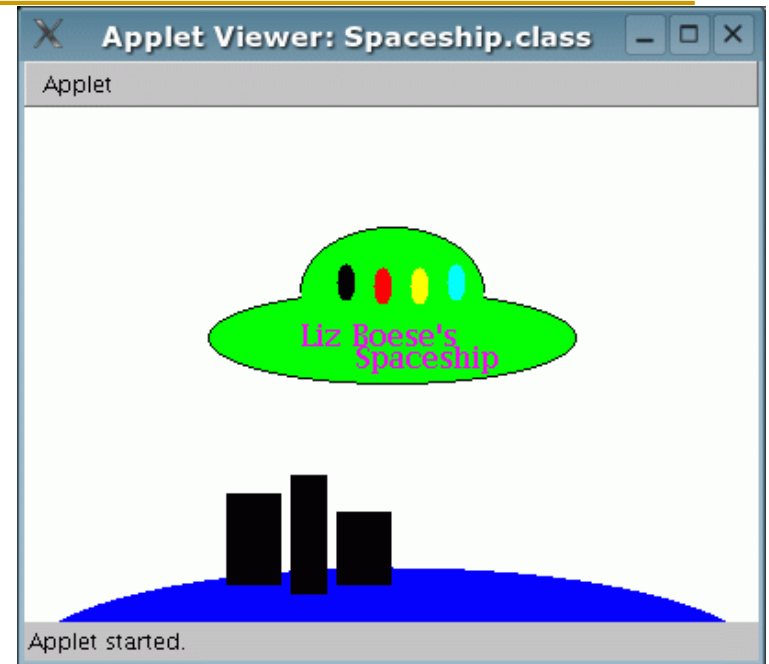 Applet Viewer: Spaceship.class
Applet
Liz Boese's
Spaceship
Applet started.